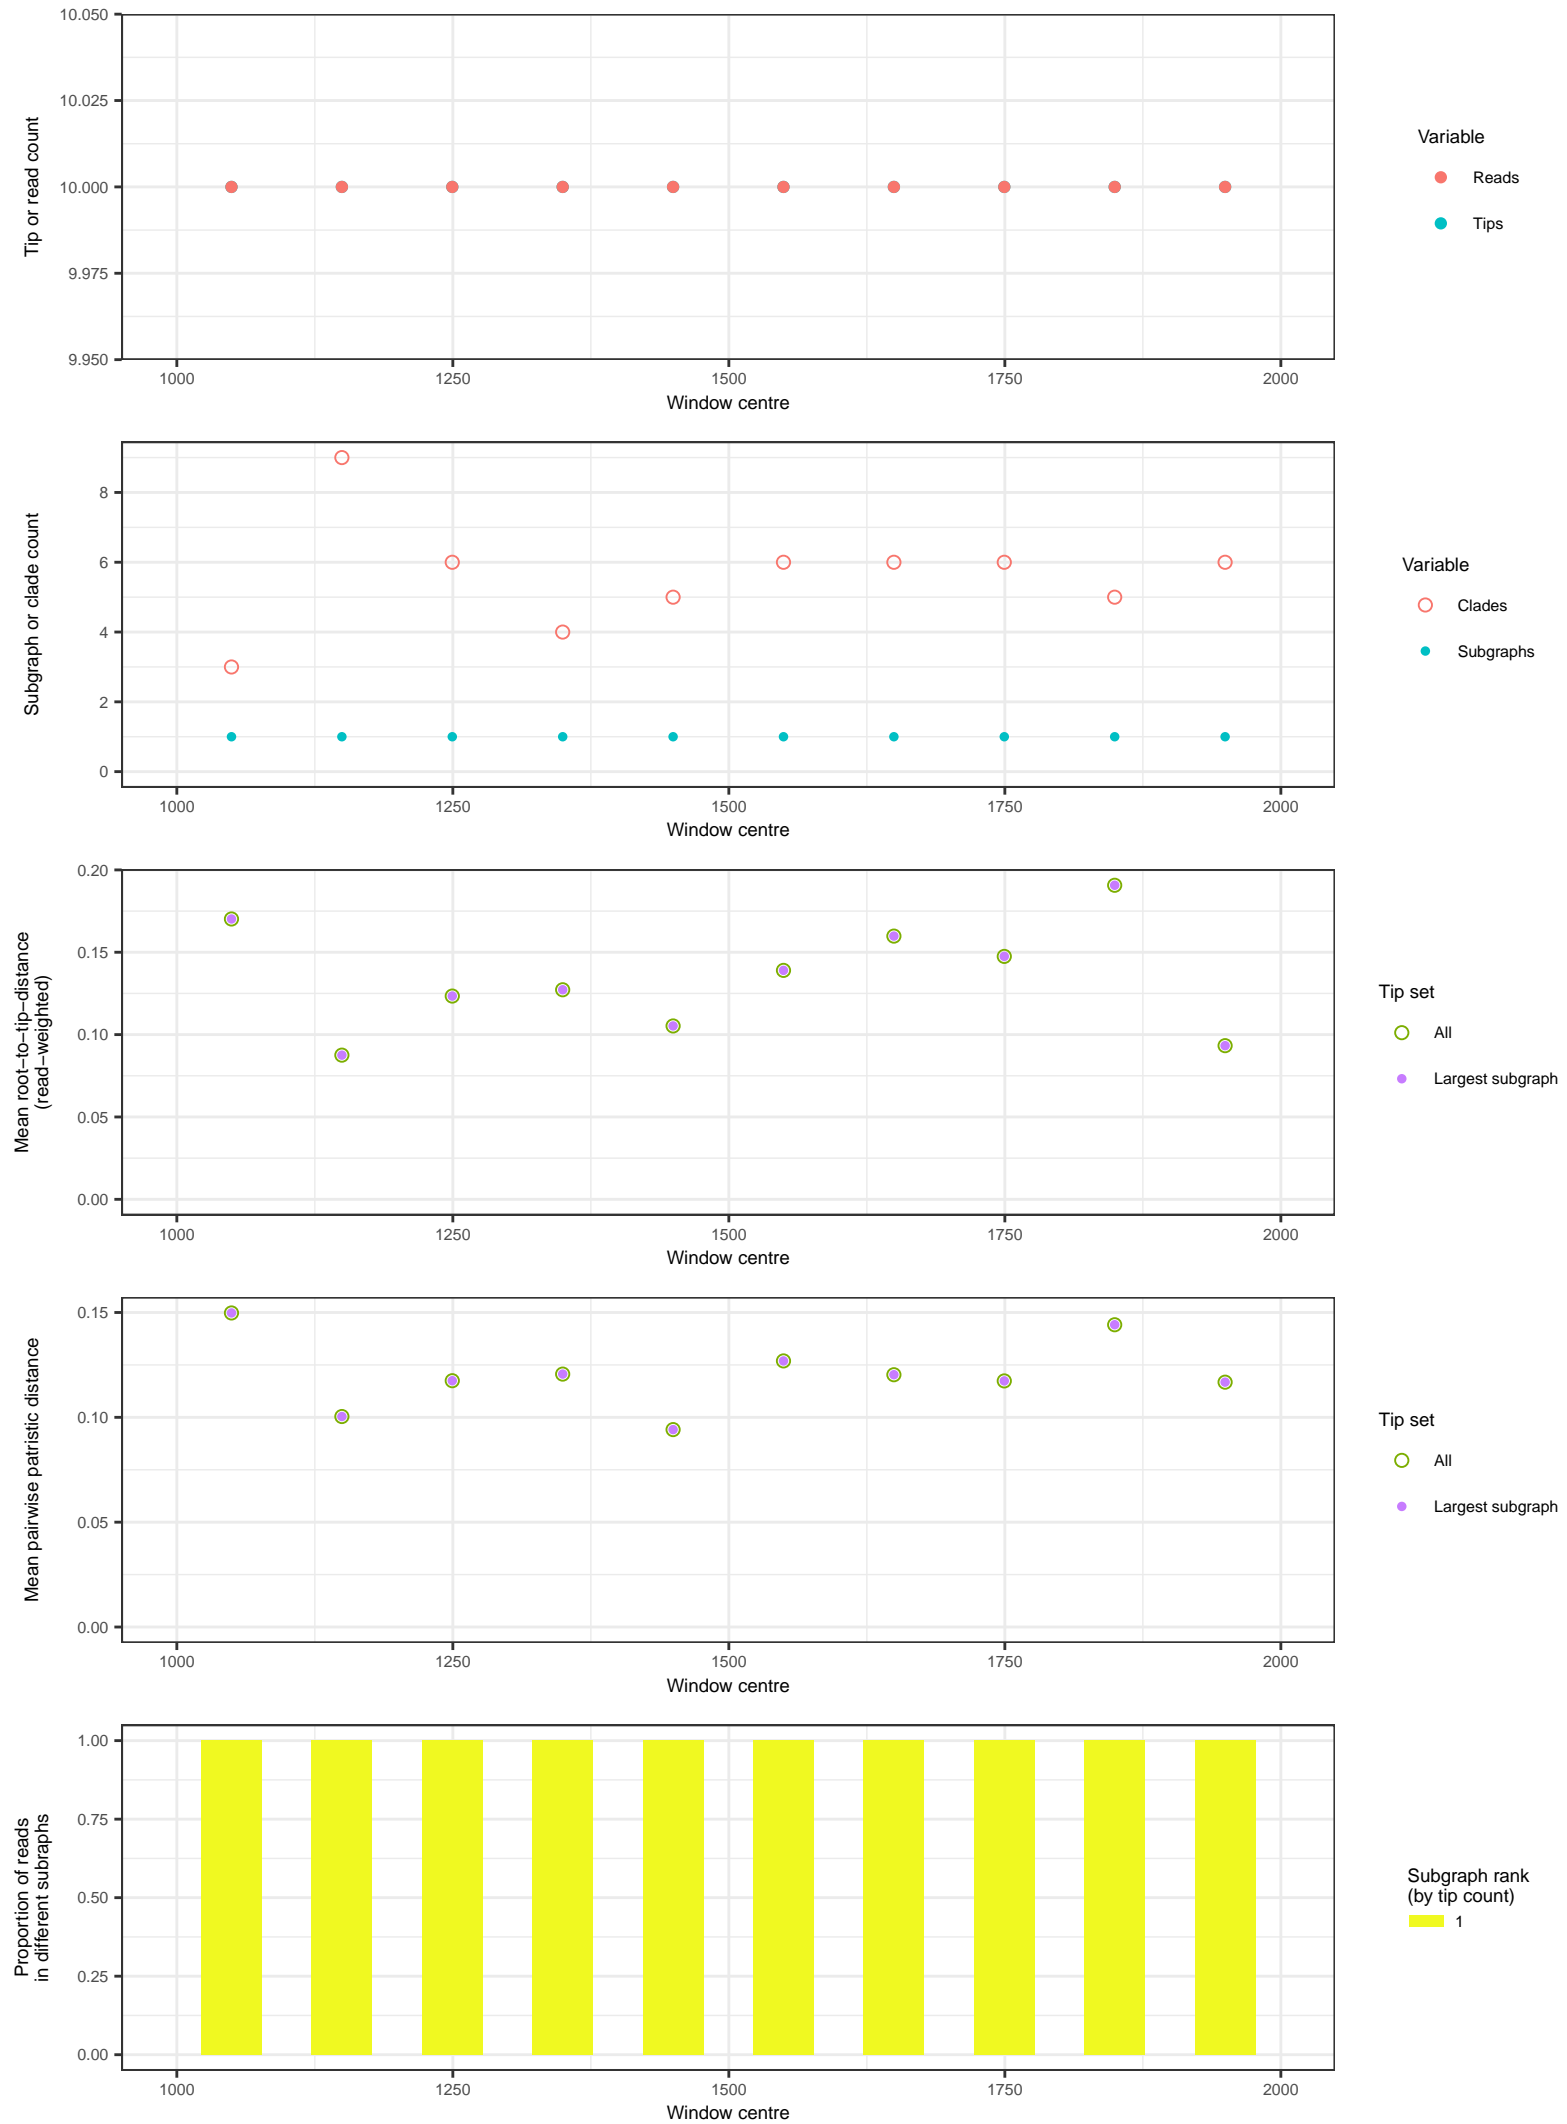 10.050
10.025
10.000
9.975
9.950
Tip or read count
1000 1250 1500 1750 2000
Window centre
Variable
Reads
Tips
8
6
4
2
0
Subgraph or clade count
1000 1250 1500 1750 2000
Window centre
Variable
Clades
Subgraphs
0.20
0.15
0.10
0.05
0.00
Mean root−to−tip−distance
(read−weighted)
1000 1250 1500 1750 2000
Window centre
Tip set
All
Largest subgraph
0.15
0.10
0.05
0.00
Mean pairwise patristic distance
1000 1250 1500 1750 2000
Window centre
Tip set
All
Largest subgraph
1.00
0.75
0.50
0.25
0.00
Proportion of reads
in different subraphs
1000 1250 1500 1750 2000
Window centre
Subgraph rank
(by tip count)
1